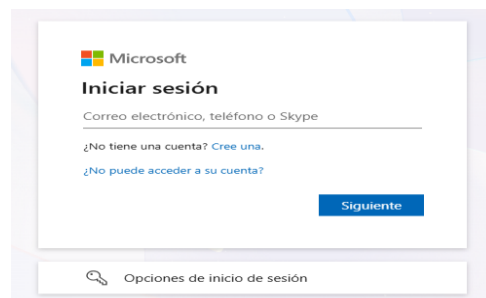 Microsoft
Iniciar sesión
Correo electrónico, teléfono o Skype
¿No tiene una cuenta? Cree una.
¿No puede acceder a su cuenta?
Siguiente
Opciones de inicio de sesión